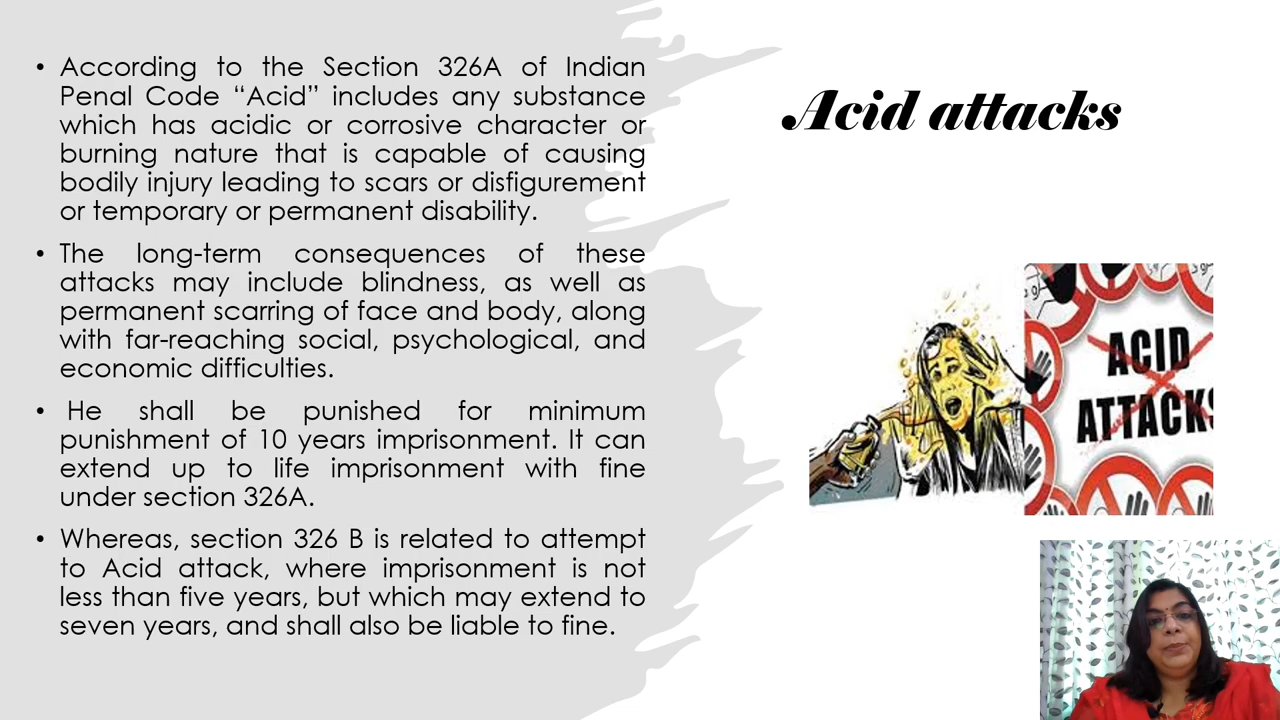 • According to the Section 326A of Indian
Penal Code “Acid” includes any substance
which has acidic or corrosive character or
burning nature that is capable of causing
bodily injury leading to scars or disfigurement
or temporary or permanent disability.
• The long-term consequences of these
attacks may include blindness, as well as
permanent scarring of face and body, along
with far-reaching social, psychological, and
economic difficulties.
• He shall be punished for minimum
punishment of 10 years imprisonment. It can
extend up to life imprisonment with fine
under section 326A.
• Whereas, section 326 B is related to attempt
to Acid attack, where imprisonment is not
less than five years, but which may extend to
seven years, and shall also be liable to fine.
Acid attacks
ACID
ATTACKS